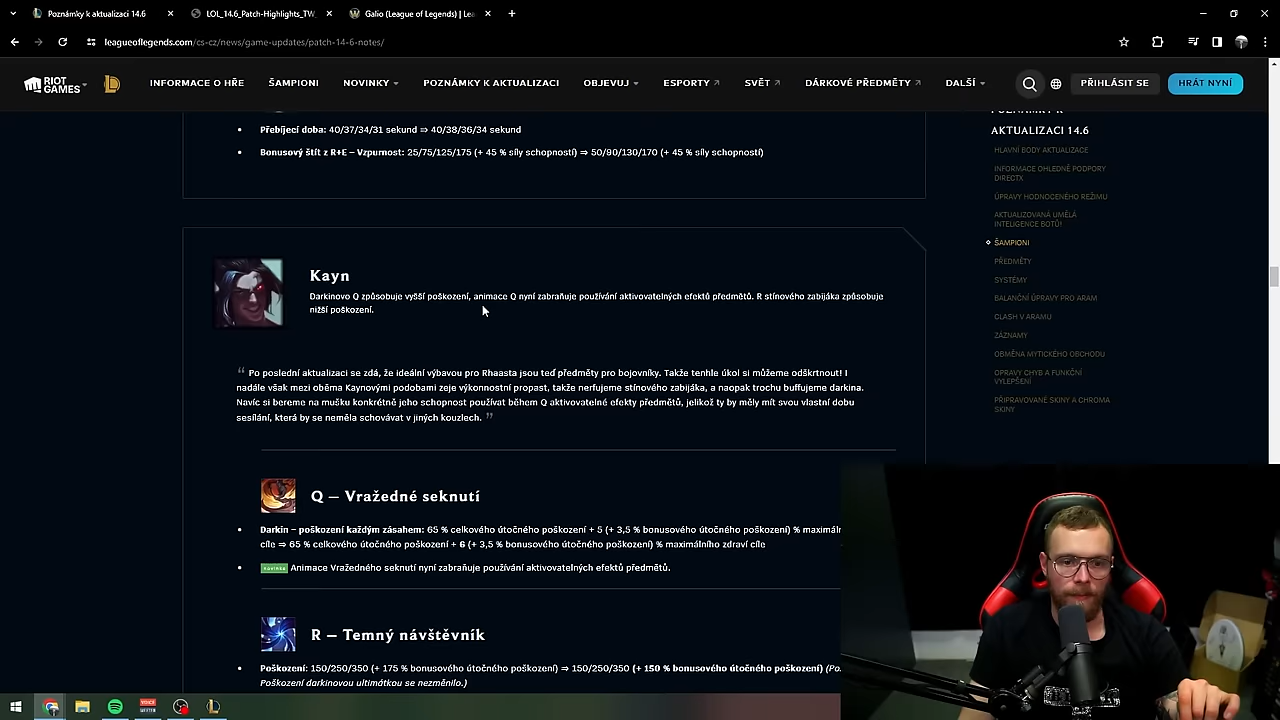 Poznámky k aktualizaci 14.6
LOL_14.6_Patch-Highlights_TW_
Galio (League of Legends) | Lea
leagueoflegends.com/cs-cz/news/game-updates/patch-14-6-notes/
RIOT GAMES
INFORMACE O HŘE
ŠAMPIONI
NOVINKY
POZNÁMKY K AKTUALIZACI
OBJEVUJ
ESPORTY
SVĚT
DÁRKOVÉ PŘEDMĚTY
DALŠÍ
PŘIHLÁSIT SE
HRÁT NYNÍ
Přebíjecí doba: 40/37/34/31 sekund ⇒ 40/38/36/34 sekund
Bonusový štít z R+E – Vzpurnost: 25/75/125/175 (+ 45 % síly schopností) ⇒ 50/90/130/170 (+ 45 % síly schopností)
Kayn
Darkinovo Q způsobuje vyšší poškození, animace Q nyní zabraňuje používání aktivovatelných efektů předmětů. R stínového zabijáka způsobuje
nižší poškození.
“ Po poslední aktualizaci se zdá, že ideální výbavou pro Rhaasta jsou teď předměty pro bojovníky. Takže tenhle úkol si můžeme odškrtnout! I
nadále však mezi oběma Kaynovými podobami zeje výkonnostní propast, takže nerfujeme stínového zabijáka, a naopak trochu buffujeme darkina.
Navíc si bereme na mušku konkrétně jeho schopnost používat během Q aktivovatelné efekty předmětů, jelikož ty by měly mít svou vlastní dobu
sesílání, která by se neměla schovávat v jiných kouzlech. ”
Q – Vražedné seknutí
Darkin – poškození každým zásahem: 65 % celkového útočného poškození + 5 (+ 3,5 % bonusového útočného poškození) % maximáln
cíle ⇒ 65 % celkového útočného poškození + 6 (+ 3,5 % bonusového útočného poškození) % maximálního zdraví cíle
NOVINKA Animace Vražedného seknutí nyní zabraňuje používání aktivovatelných efektů předmětů.
R – Temný návštěvník
Poškození: 150/250/350 (+ 175 % bonusového útočného poškození) ⇒ 150/250/350 (+ 150 % bonusového útočného poškození) (Po
Poškození darkinovou ultimátkou se nezměnilo.)
POZNÁMKY K
AKTUALIZACI 14.6
HLAVNÍ BODY AKTUALIZACE
INFORMACE OHLEDNĚ PODPORY
DIRECTX
ÚPRAVY HODNOCENÉHO REŽIMU
AKTUALIZOVANÁ UMĚLÁ
INTELIGENCE BOTŮ!
ŠAMPIONI
PŘEDMĚTY
SYSTÉMY
BALANČNÍ ÚPRAVY PRO ARAM
CLASH V ARAMU
ZÁZNAMY
OBMĚNA MYTICKÉHO OBCHODU
OPRAVY CHYB A FUNKČNÍ
VYLEPŠENÍ
PŘIPRAVOVANÉ SKINY A CHROMA
SKINY